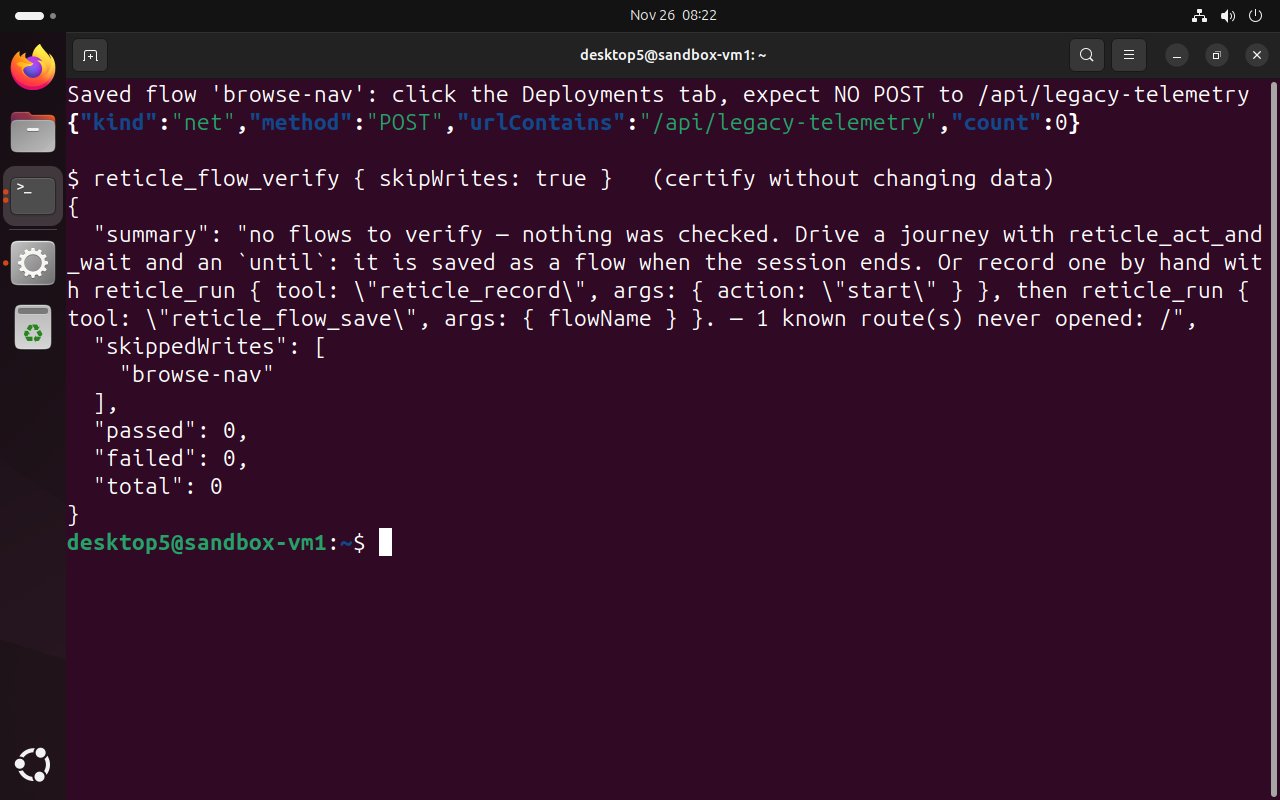 Nov 26  08:22
desktop5@sandbox-vm1: ~
Saved flow 'browse-nav': click the Deployments tab, expect NO POST to /api/legacy-telemetry
{"kind":"net","method":"POST","urlContains":"/api/legacy-telemetry","count":0}
$ reticle_flow_verify { skipWrites: true }   (certify without changing data)
{
  "summary": "no flows to verify — nothing was checked. Drive a journey with reticle_act_and
_wait and an `until`: it is saved as a flow when the session ends. Or record one by hand wit
h reticle_run { tool: \"reticle_record\", args: { action: \"start\" } }, then reticle_run {
tool: \"reticle_flow_save\", args: { flowName } }. — 1 known route(s) never opened: /",
  "skippedWrites": [
    "browse-nav"
  ],
  "passed": 0,
  "failed": 0,
  "total": 0
}
desktop5@sandbox-vm1:~$